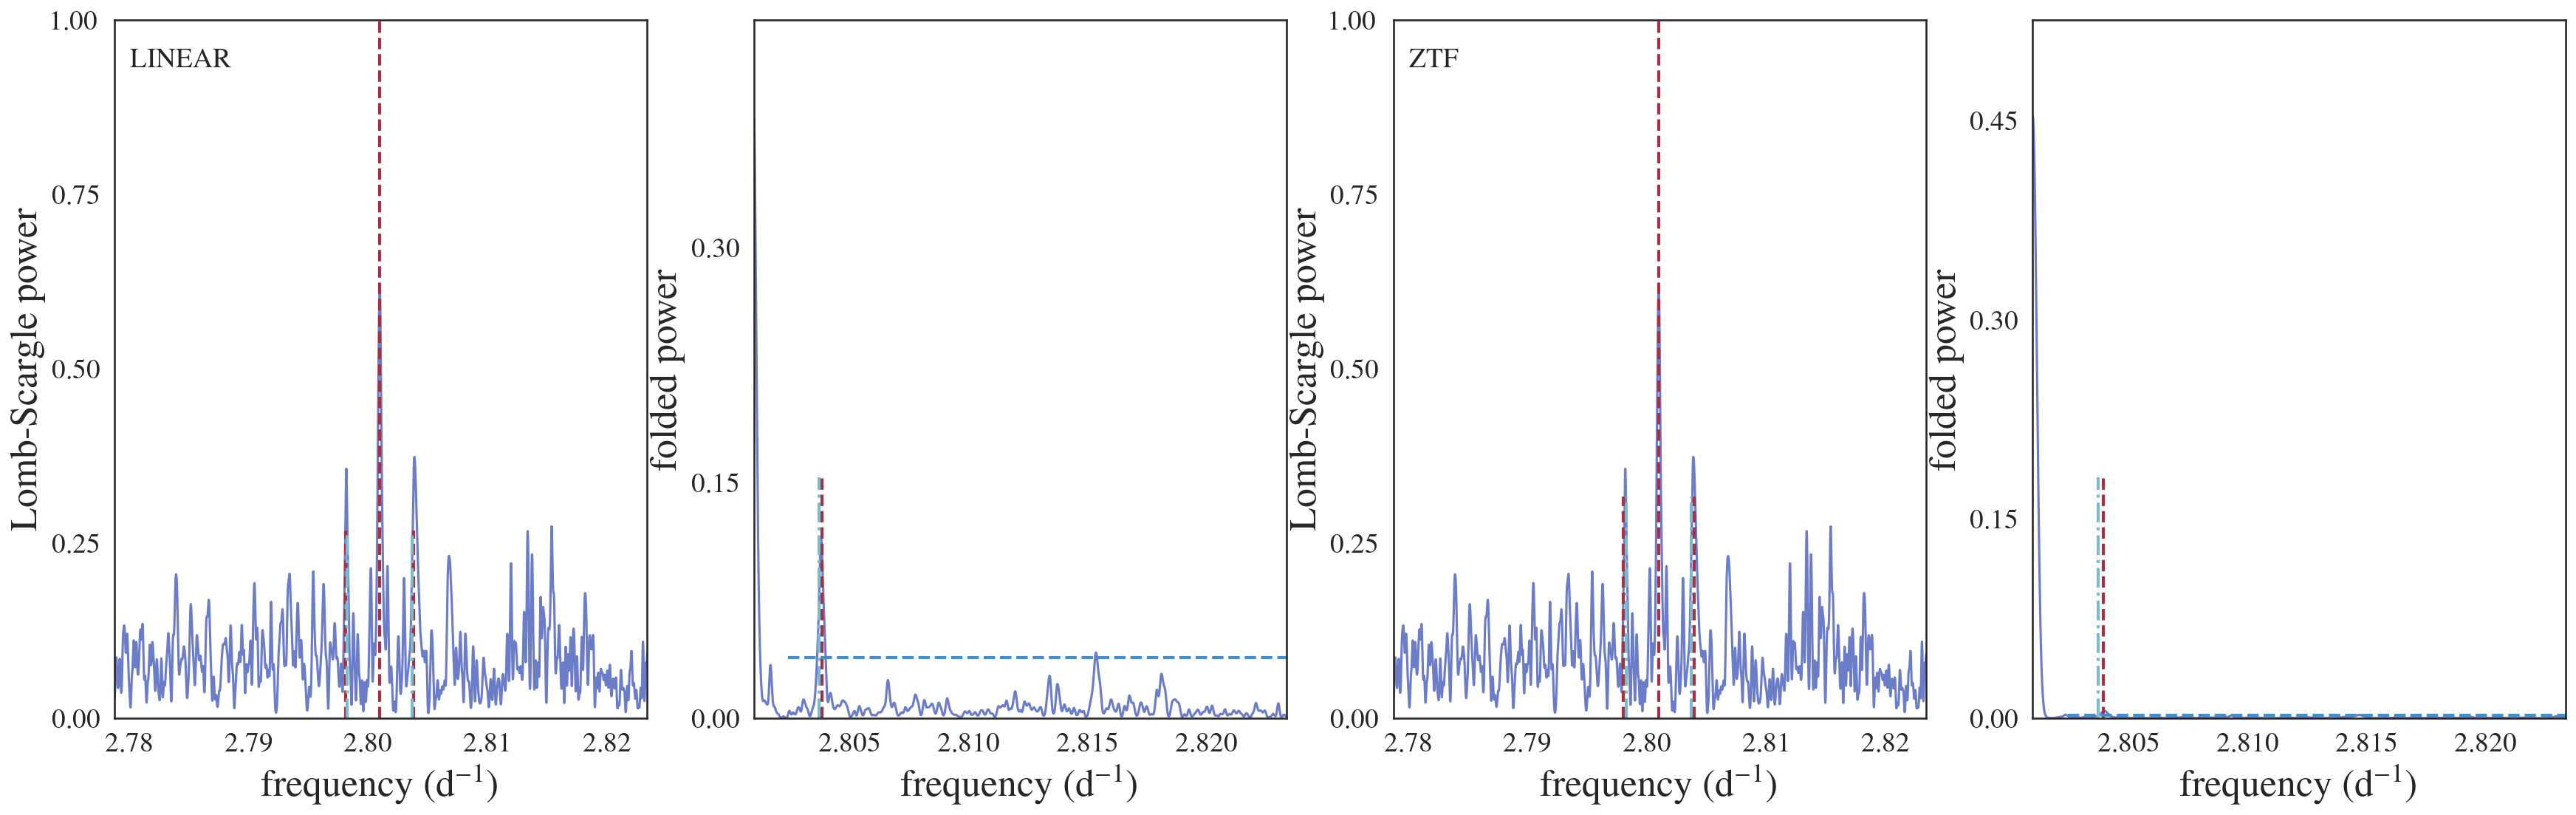 LINEAR
Lomb-Scargle power
1.00
0.75
0.50
0.25
0.00
2.78 2.79 2.80 2.81 2.82
frequency (d⁻¹)
folded power
0.30
0.15
0.00
2.805 2.810 2.815 2.820
frequency (d⁻¹)
ZTF
Lomb-Scargle power
1.00
0.75
0.50
0.25
0.00
2.78 2.79 2.80 2.81 2.82
frequency (d⁻¹)
folded power
0.45
0.30
0.15
0.00
2.805 2.810 2.815 2.820
frequency (d⁻¹)